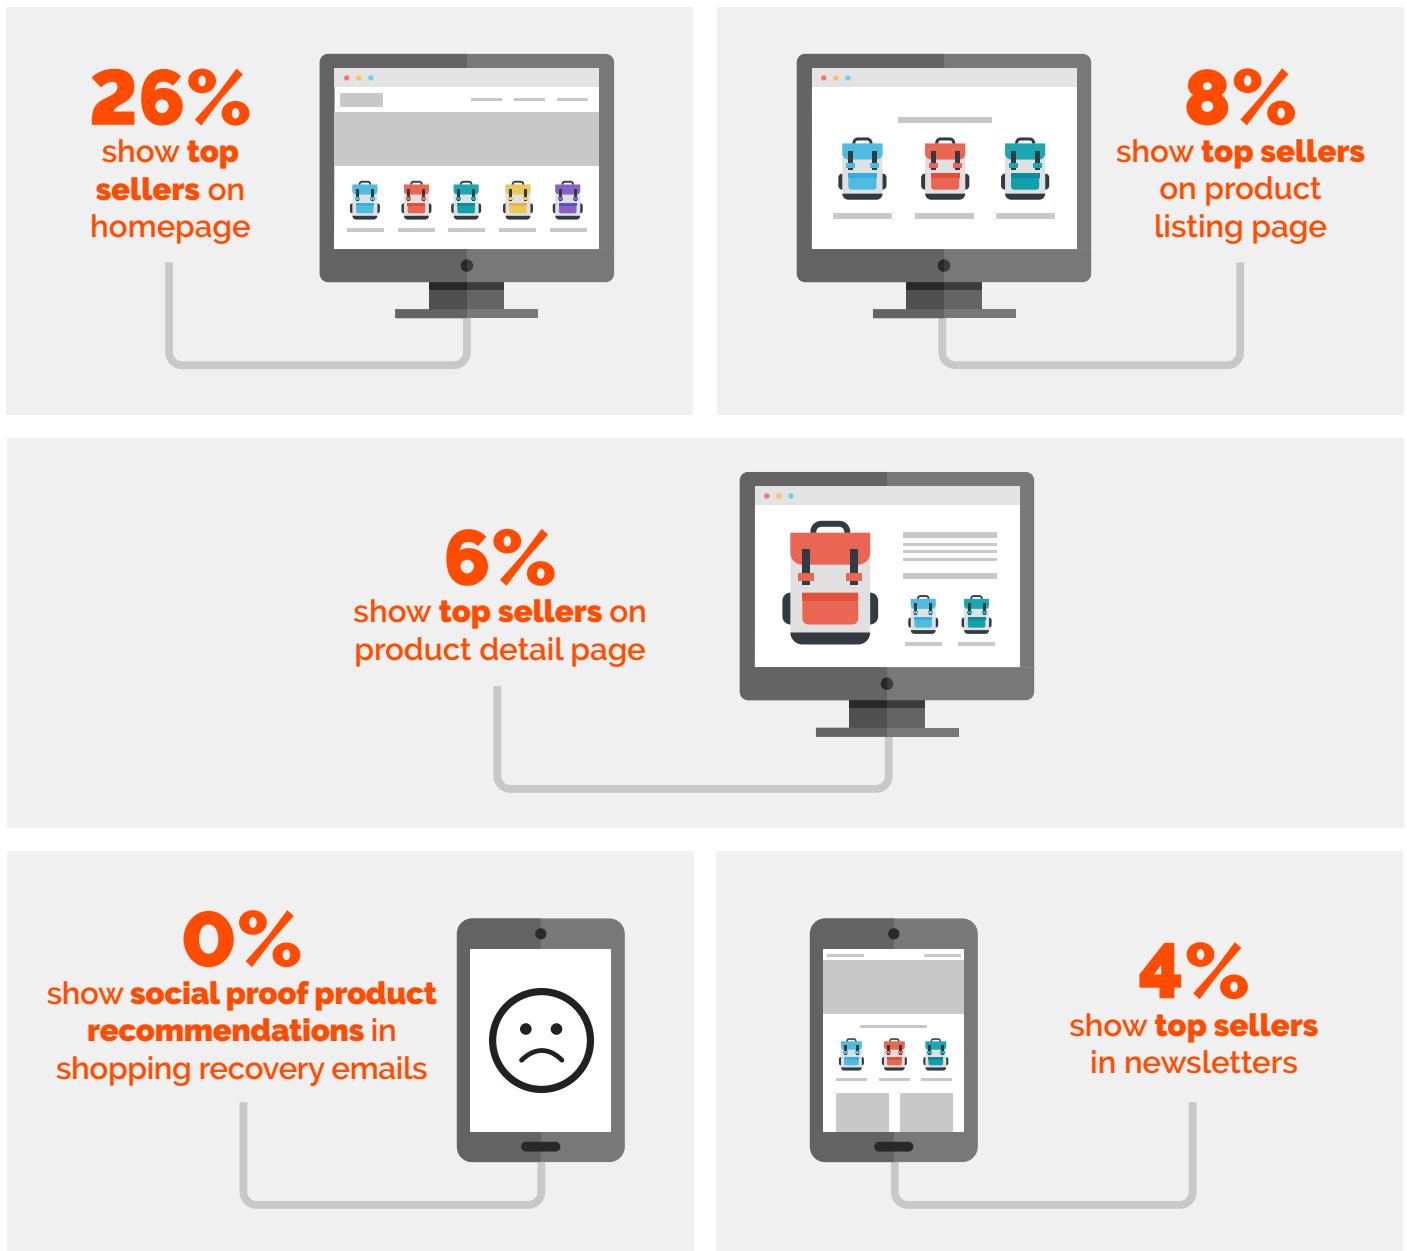 26%
show top
sellers on
homepage
8%
show top sellers
on product
listing page
6%
show top sellers on
product detail page
0%
show social proof product
recommendations in
shopping recovery emails
4%
show top sellers
in newsletters